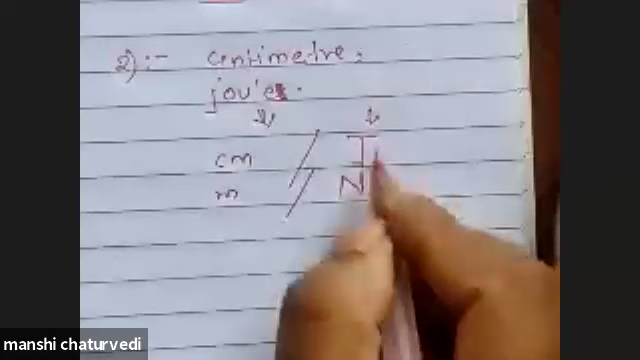 2) :- centimetre,
joule.
cm / I
m / N
manshi chaturvedi